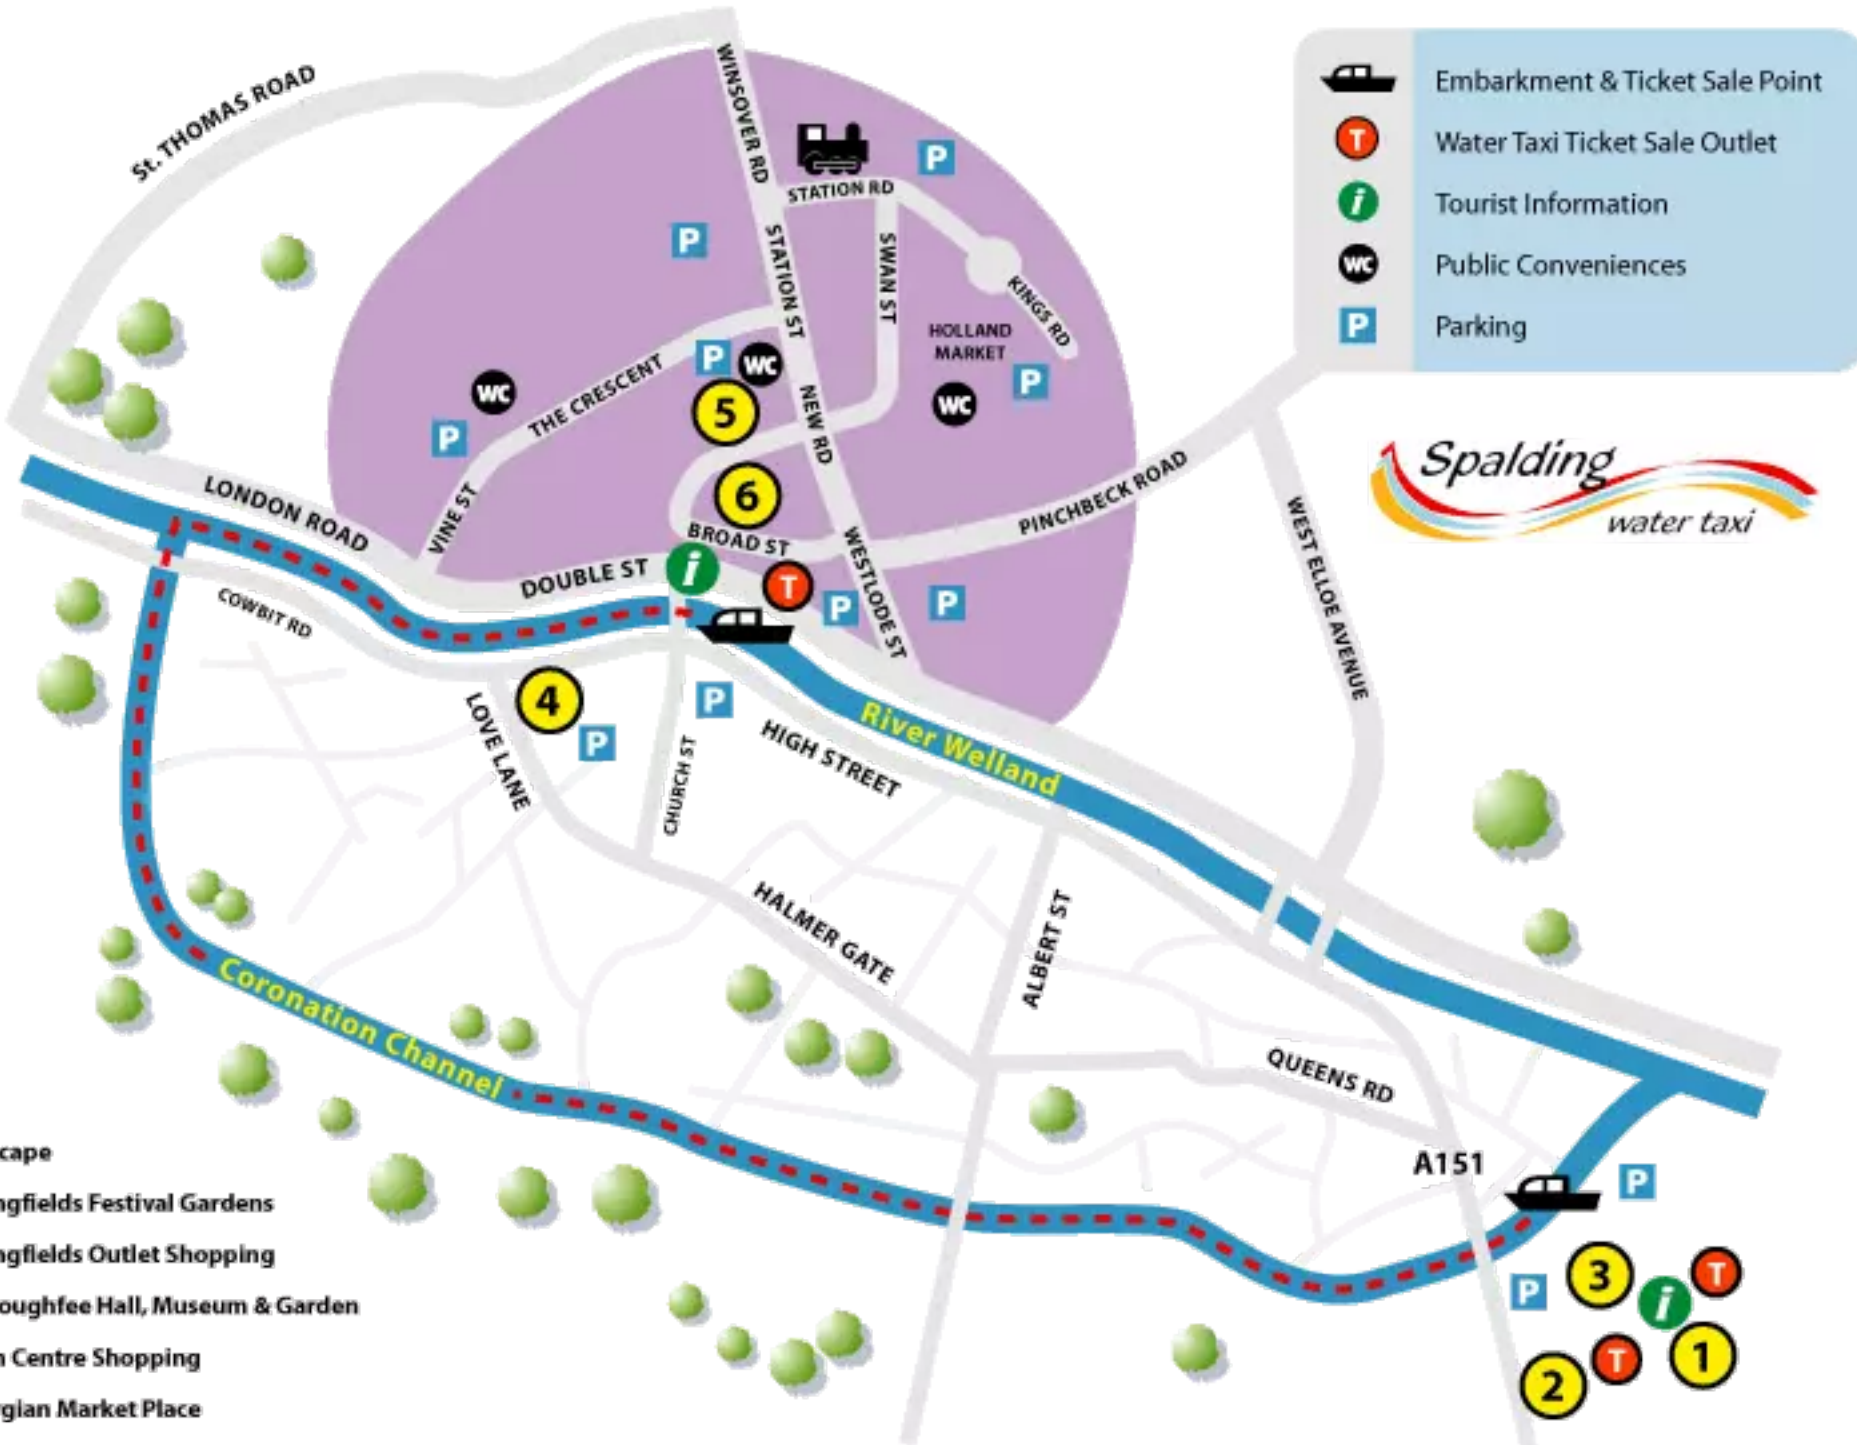 St. THOMAS ROAD
WINSOVER RD
STATION RD
P
P
STATION ST
SWAN ST
KINGS RD
HOLLAND
MARKET
P
WC
WC
P
THE CRESCENT
P
WC
5
NEW RD
6
VINE ST
LONDON ROAD
BROAD ST
DOUBLE ST
i
T
P
WESTLODE ST
P
PINCHBECK ROAD
WEST ELLOE AVENUE
COWBIT RD
4
P
P
LOVE LANE
CHURCH ST
HIGH STREET
River Welland
HALMER GATE
ALBERT ST
QUEENS RD
A151
Coronation Channel
P
P
3
T
i
2
T
1
Embarkment & Ticket Sale Point
T Water Taxi Ticket Sale Outlet
i Tourist Information
WC Public Conveniences
P Parking
Spalding
water taxi
cape
ngfields Festival Gardens
ngfields Outlet Shopping
oughfee Hall, Museum & Garden
n Centre Shopping
rgian Market Place